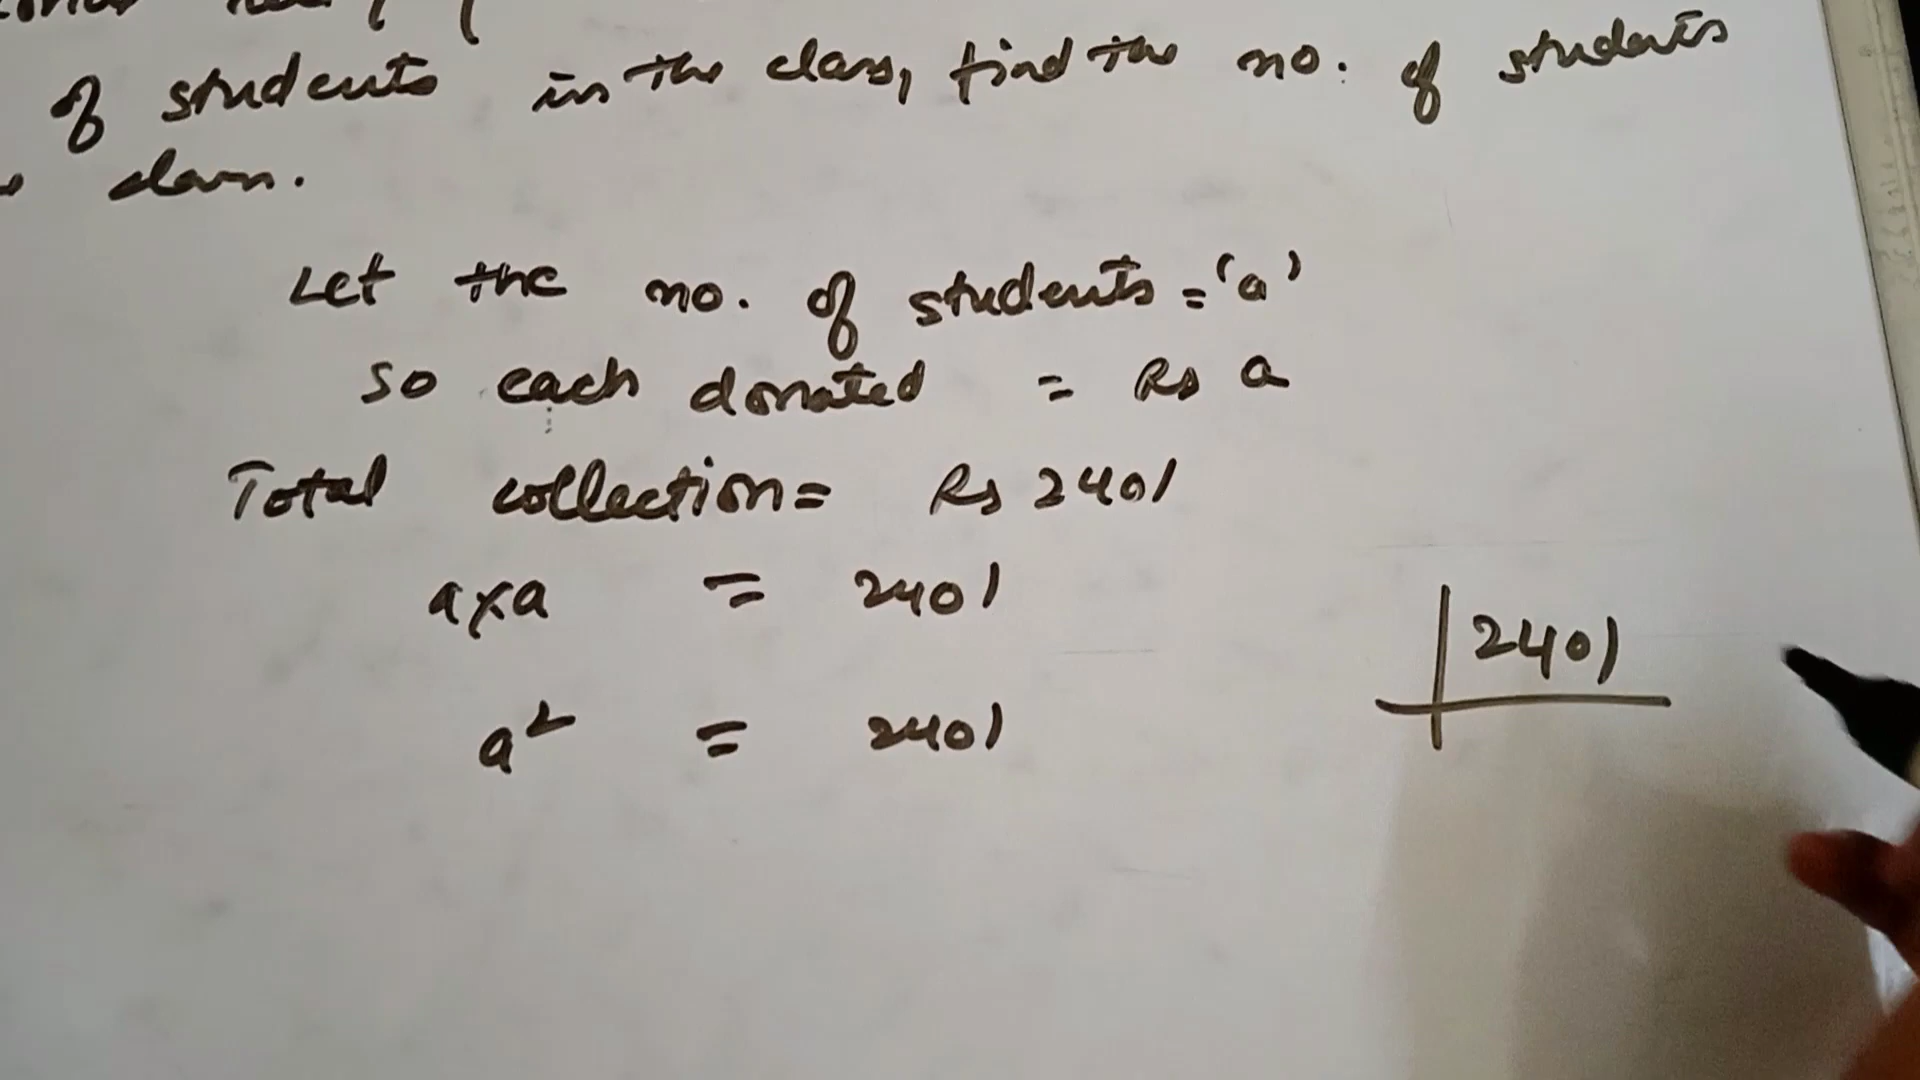 of students in the class, find the no. of students
class.
Let the no. of students = 'a'
so each donated = Rs a
Total collection = Rs 2401
a x a = 2401
2401
a² = 2401